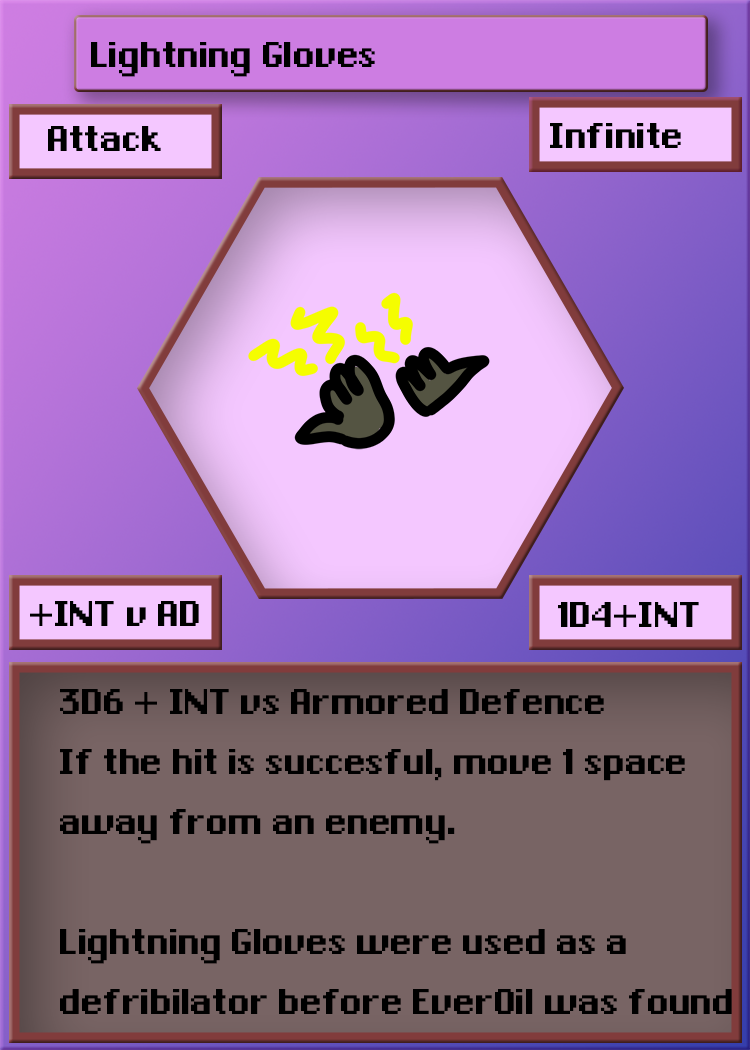 Lightning Gloves
Attack
Infinite
+INT v AD
1D4+INT
3D6 + INT vs Armored Defence
If the hit is succesful, move 1 space
away from an enemy.
Lightning Gloves were used as a
defribilator before EverOil was found